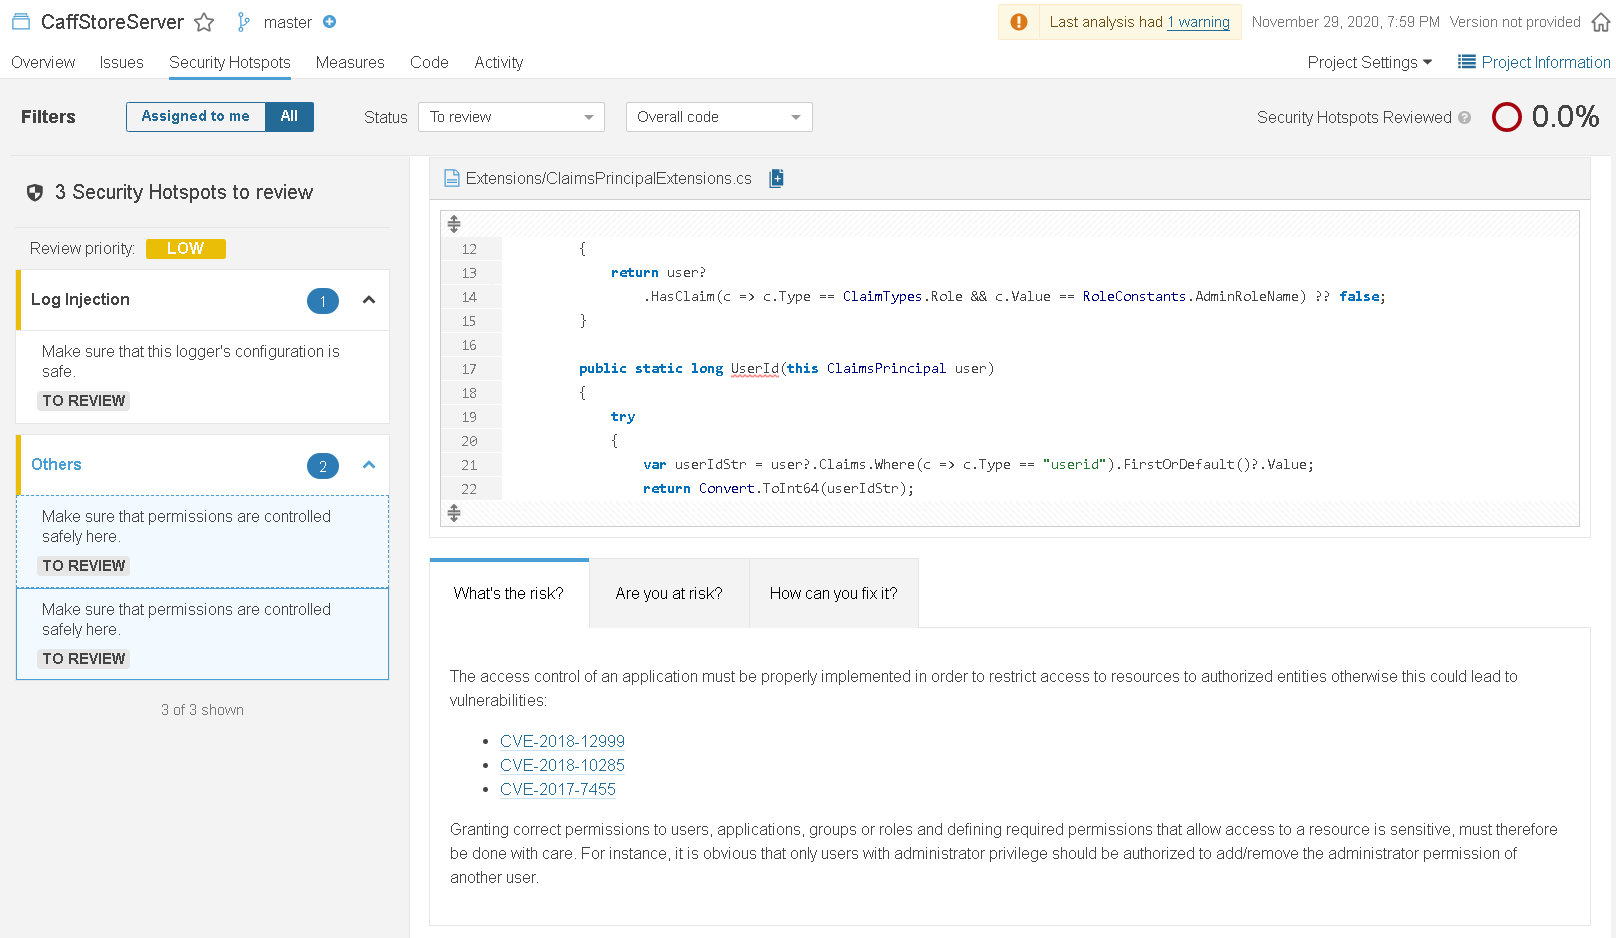 CaffStoreServer master Last analysis had 1 warning November 29, 2020, 7:59 PM Version not provided
Overview Issues Security Hotspots Measures Code Activity Project Settings Project Information
Filters Assigned to me All Status To review Overall code Security Hotspots Reviewed ? 0.0%
3 Security Hotspots to review
Review priority: LOW
Log Injection 1
Make sure that this logger's configuration is
safe.
TO REVIEW
Others 2
Make sure that permissions are controlled
safely here.
TO REVIEW
Make sure that permissions are controlled
safely here.
TO REVIEW
3 of 3 shown
Extensions/ClaimsPrincipalExtensions.cs
12 {
13 return user?
14 .HasClaim(c => c.Type == ClaimTypes.Role && c.Value == RoleConstants.AdminRoleName) ?? false;
15 }
16
17 public static long UserId(this ClaimsPrincipal user)
18 {
19 try
20 {
21 var userIdStr = user?.Claims.Where(c => c.Type == "userid").FirstOrDefault()?.Value;
22 return Convert.ToInt64(userIdStr);
What's the risk? Are you at risk? How can you fix it?
The access control of an application must be properly implemented in order to restrict access to resources to authorized entities otherwise this could lead to
vulnerabilities:
• CVE-2018-12999
• CVE-2018-10285
• CVE-2017-7455
Granting correct permissions to users, applications, groups or roles and defining required permissions that allow access to a resource is sensitive, must therefore
be done with care. For instance, it is obvious that only users with administrator privilege should be authorized to add/remove the administrator permission of
another user.